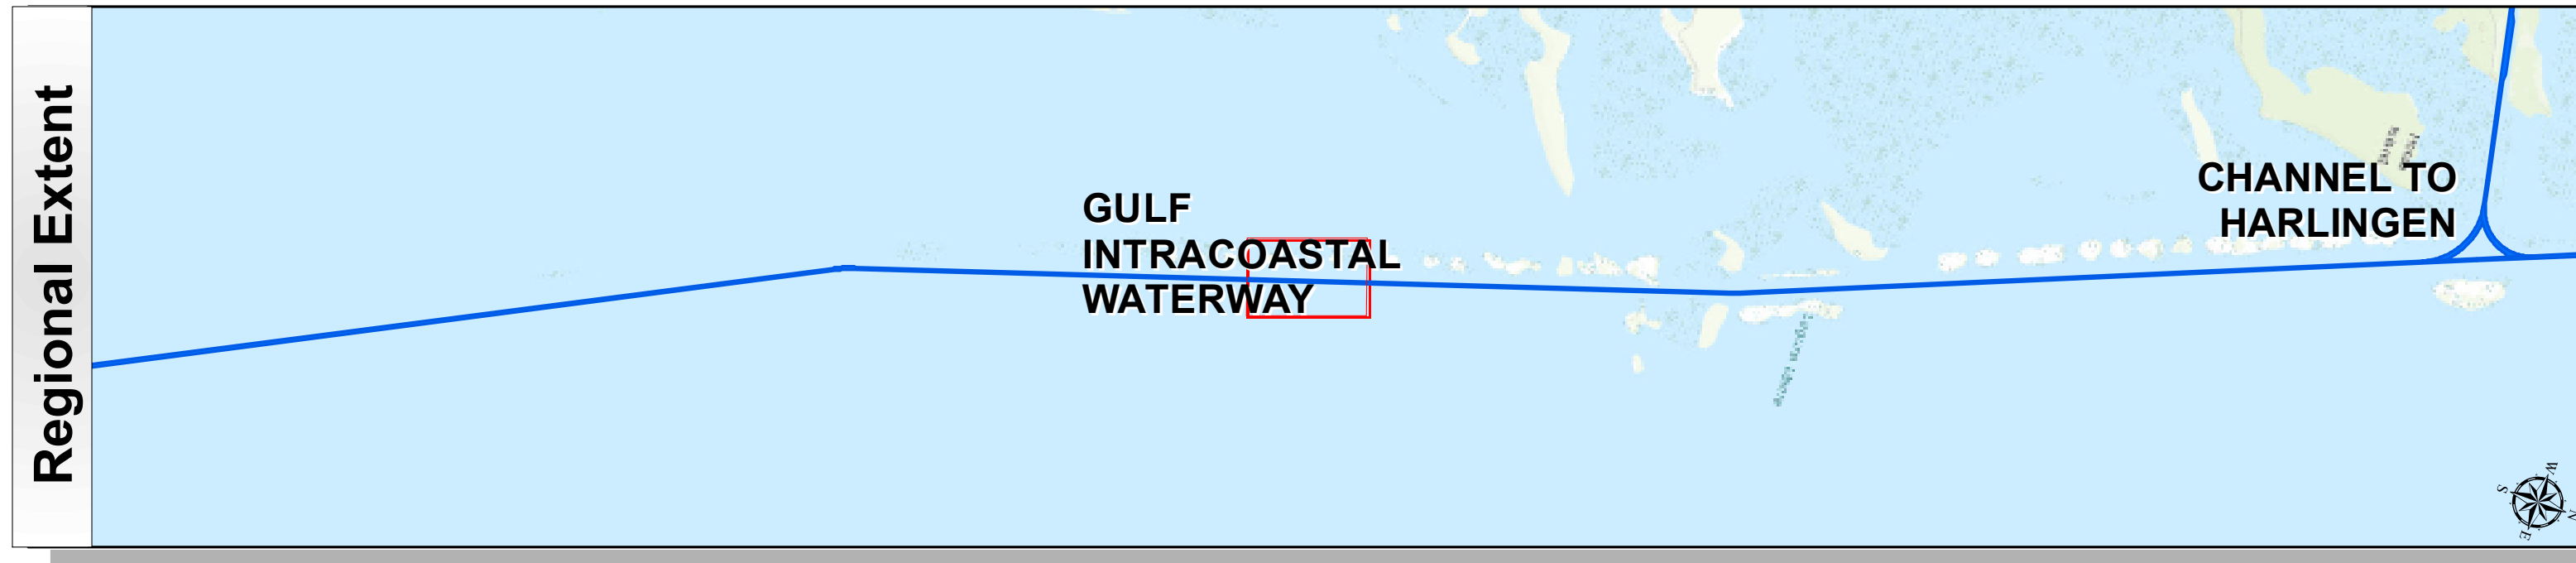 Regional Extent
GULF
INTRACOASTAL
WATERWAY
CHANNEL TO
HARLINGEN
W
S
N
E